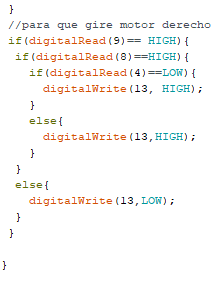 }
//para que gire motor derecho
if(digitalRead(9)== HIGH){
if(digitalRead(8)==HIGH){
if(digitalRead(4)==LOW){
digitalWrite(13, HIGH);
}
else{
digitalWrite(13,HIGH);
}
}
else{
digitalWrite(13,LOW);
}
}
}